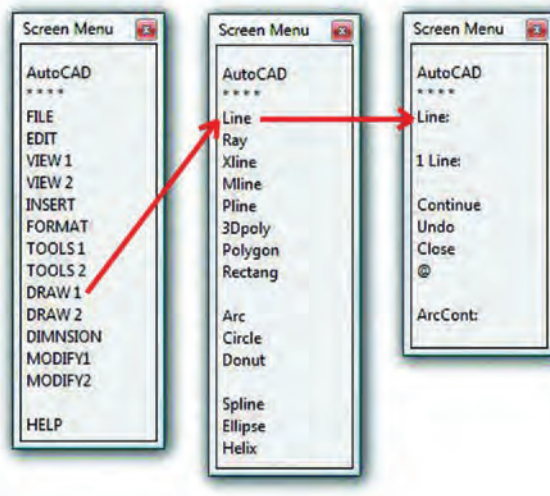 Screen Menu
AutoCAD
* * * *
FILE
EDIT
VIEW 1
VIEW 2
INSERT
FORMAT
TOOLS 1
TOOLS 2
DRAW 1
DRAW 2
DIMNSION
MODIFY1
MODIFY2
HELP
Screen Menu
AutoCAD
* * * *
Line
Ray
Xline
Mline
Pline
3Dpoly
Polygon
Rectang
Arc
Circle
Donut
Spline
Ellipse
Helix
Screen Menu
AutoCAD
* * * *
Line:
1 Line:
Continue
Undo
Close
@
ArcCont: